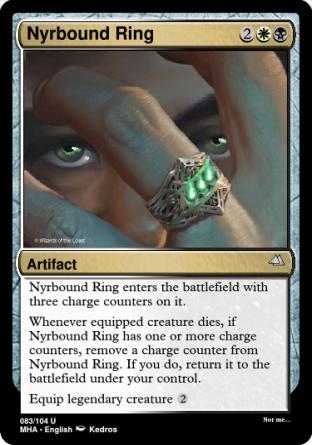 Nyrbound Ring 2
© Wizards of the Coast
Artifact
Nyrbound Ring enters the battlefield with
three charge counters on it.
Whenever equipped creature dies, if
Nyrbound Ring has one or more charge
counters, remove a charge counter from
Nyrbound Ring. If you do, return it to the
battlefield under your control.
Equip legendary creature 2
083/104 U
Not me...
MHA • English Kedros